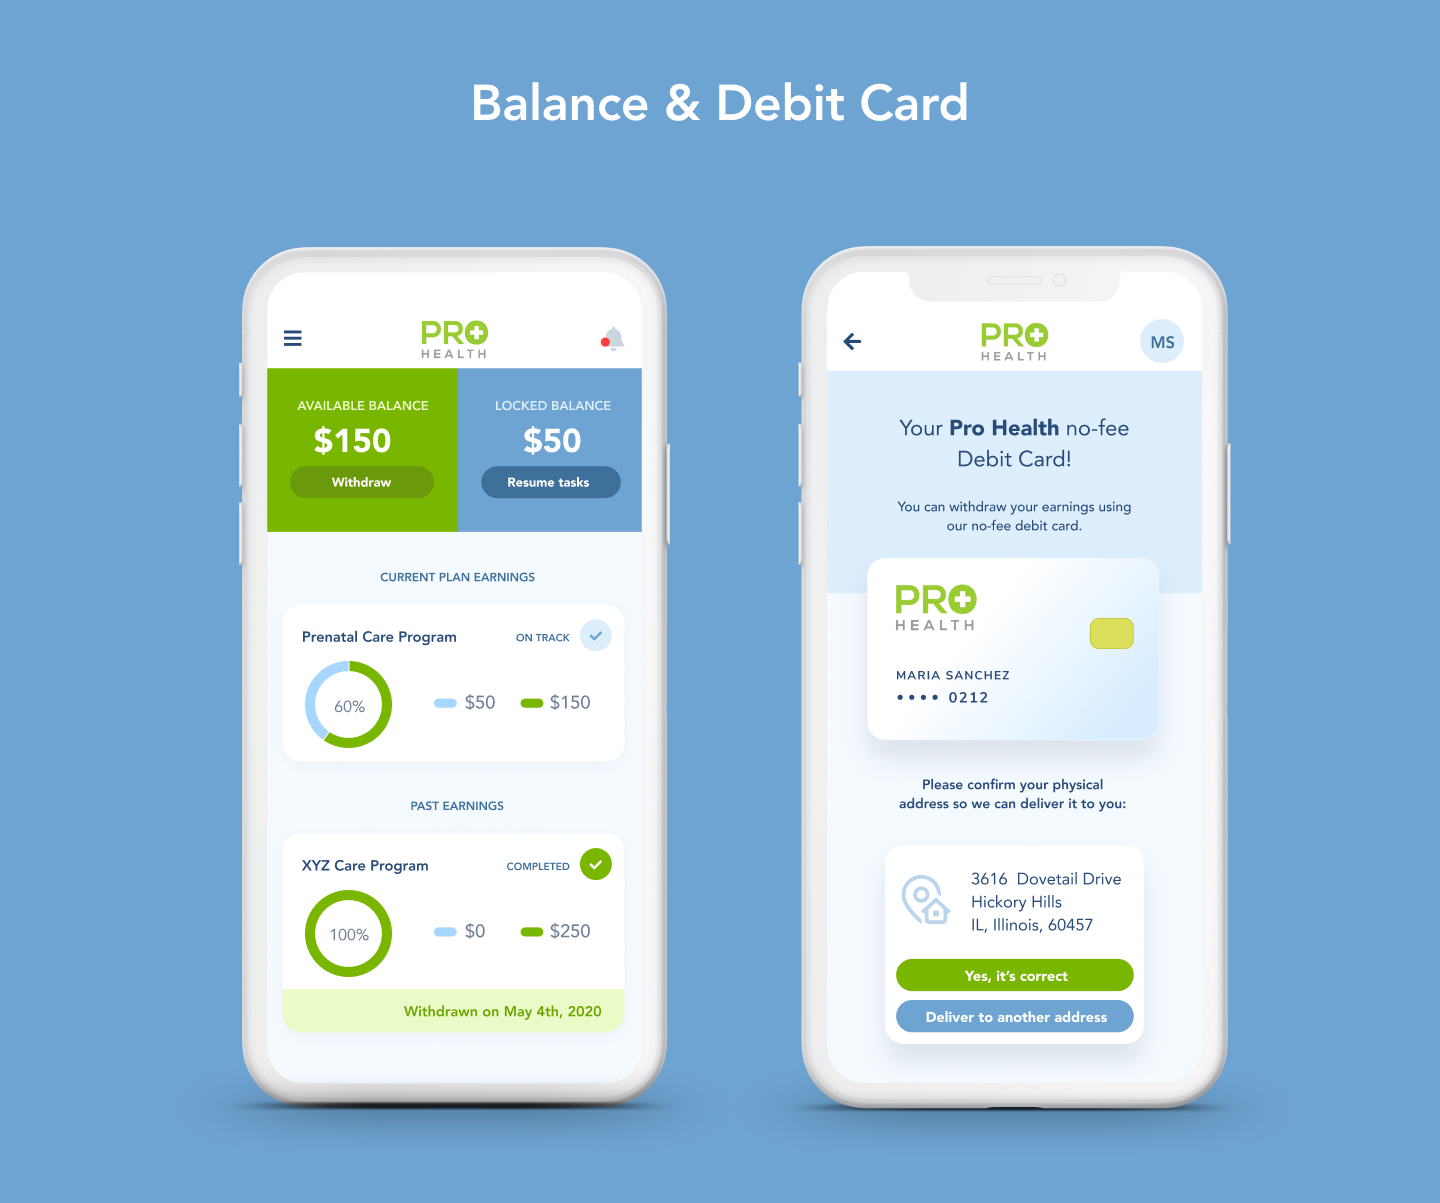 Balance & Debit Card
PRO
HEALTH
AVAILABLE BALANCE
$150
Withdraw
LOCKED BALANCE
$50
Resume tasks
CURRENT PLAN EARNINGS
Prenatal Care Program
ON TRACK
60%
$50
$150
PAST EARNINGS
XYZ Care Program
COMPLETED
100%
$0
$250
Withdrawn on May 4th, 2020
PRO
HEALTH
MS
Your Pro Health no-fee
Debit Card!
You can withdraw your earnings using
our no-fee debit card.
PRO
HEALTH
MARIA SANCHEZ
•••• 0212
Please confirm your physical
address so we can deliver it to you:
3616 Dovetail Drive
Hickory Hills
IL, Illinois, 60457
Yes, it's correct
Deliver to another address